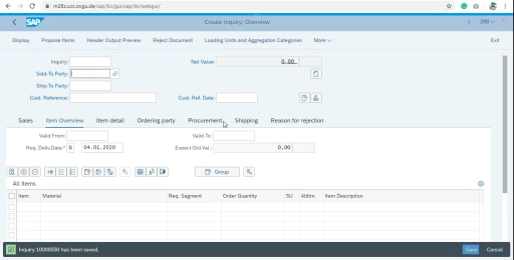 m28z.ucc.ovgu.de/sap/bc/gui/sap/its/webgui/
SAP Create Inquiry: Overview
Display Propose Items Header Output Preview Reject Document Loading Units and Aggregation Categories More Exit
Inquiry: Net Value: 0,00
Sold-To Party:
Ship-To Party:
Cust. Reference: Cust. Ref. Date:
Sales Item Overview Item detail Ordering party Procurement Shipping Reason for rejection
Valid From: Valid To:
Req. Deliv.Date:* D 04.01.2020 Expect.Ord.Val.: 0,00
Group
All Items
Item Material Req. Segment Order Quantity SU AltItm Item Description
Inquiry 10000550 has been saved. Save Cancel